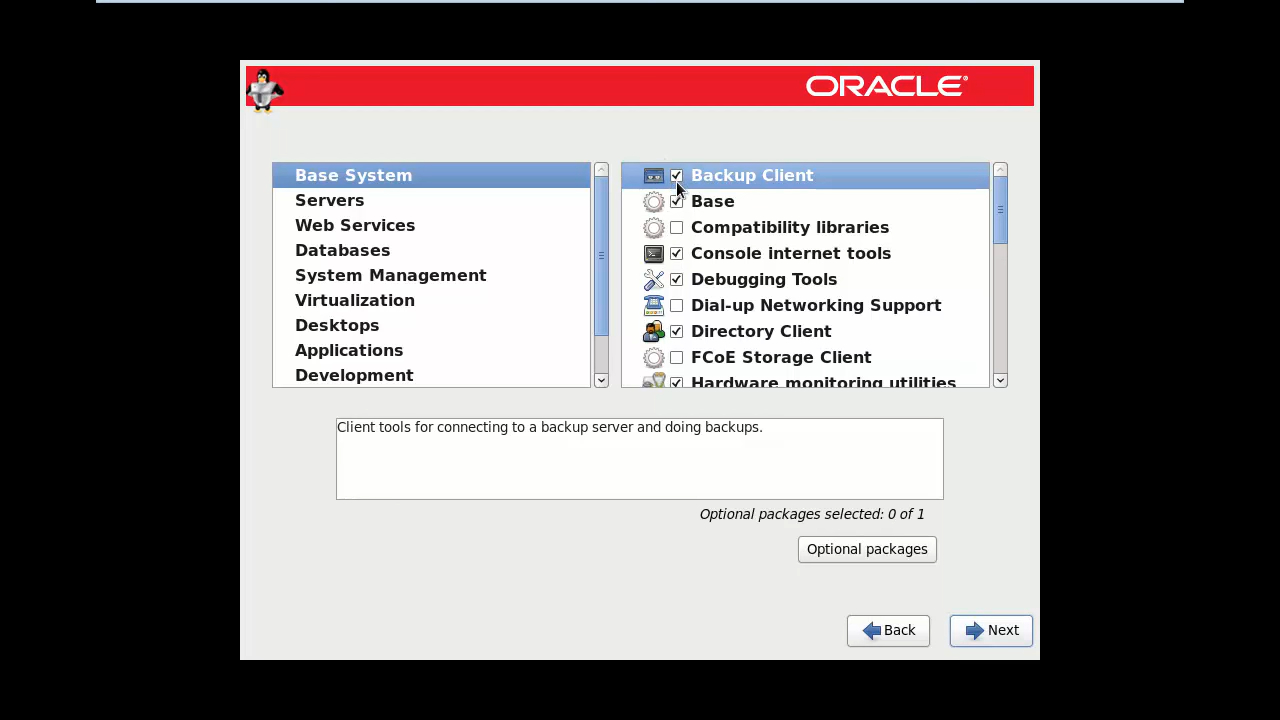 ORACLE®
Base System
Servers
Web Services
Databases
System Management
Virtualization
Desktops
Applications
Development
Backup Client
Base
Compatibility libraries
Console internet tools
Debugging Tools
Dial-up Networking Support
Directory Client
FCoE Storage Client
Hardware monitoring utilities
Client tools for connecting to a backup server and doing backups.
Optional packages selected: 0 of 1
Optional packages
Back
Next